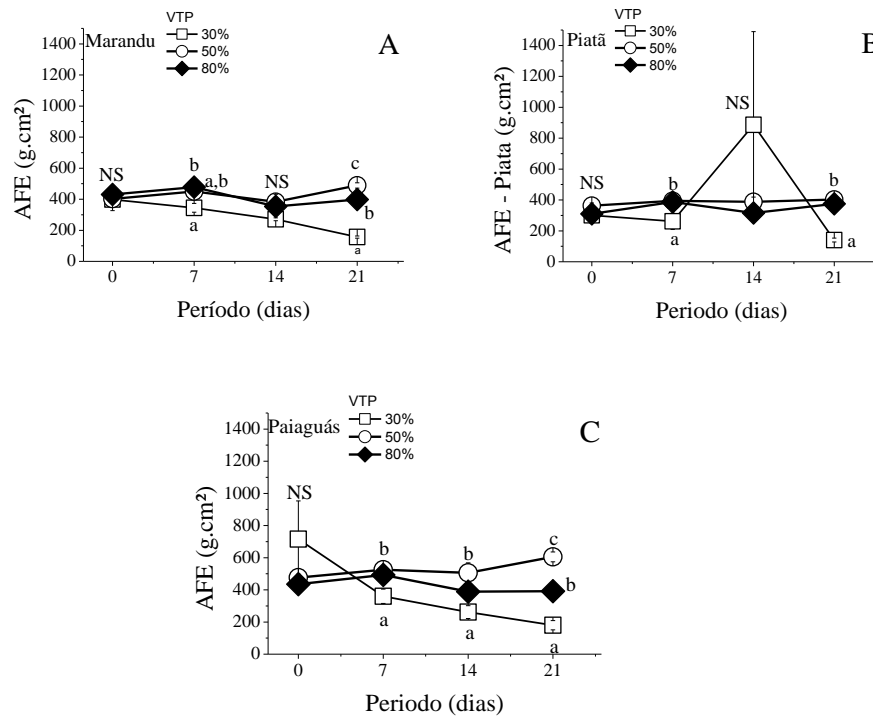 VTP
Marandu
30%
50%
80%
A
1400
1200
1000
800
600
400
200
0
AFE (g.cm²)
NS
b
a,b
a
NS
c
b
a
0
7
14
21
Período (dias)
VTP
Piatã
30%
50%
80%
B
1400
1200
1000
800
600
400
200
0
AFE - Piata (g.cm²)
NS
b
a
NS
b
a
0
7
14
21
Periodo (dias)
VTP
Paiaguás
30%
50%
80%
C
1400
1200
1000
800
600
400
200
0
AFE (g.cm²)
NS
b
a
b
a
c
b
a
0
7
14
21
Periodo (dias)